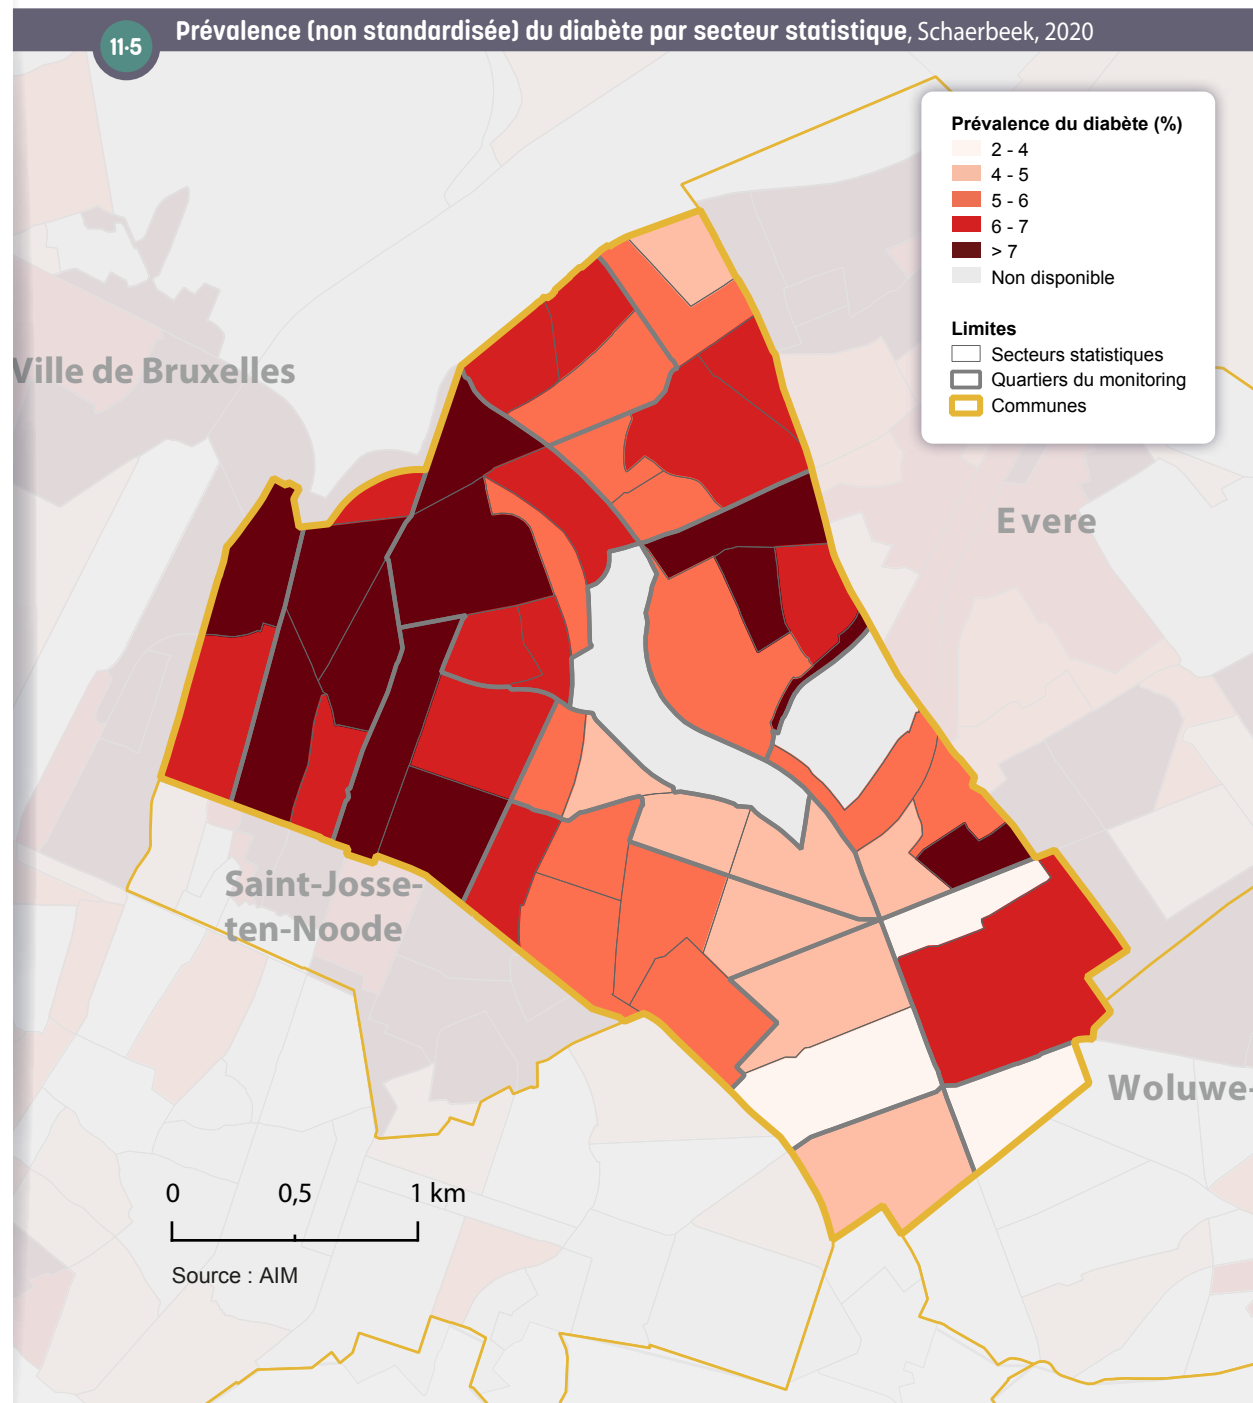 11·5
Prévalence (non standardisée) du diabète par secteur statistique, Schaerbeek, 2020
Prévalence du diabète (%)
2 - 4
4 - 5
5 - 6
6 - 7
> 7
Non disponible
Limites
Secteurs statistiques
Quartiers du monitoring
Communes
Ville de Bruxelles
Evere
Saint-Josse-
ten-Noode
Woluwe-
0 0,5 1 km
Source : AIM